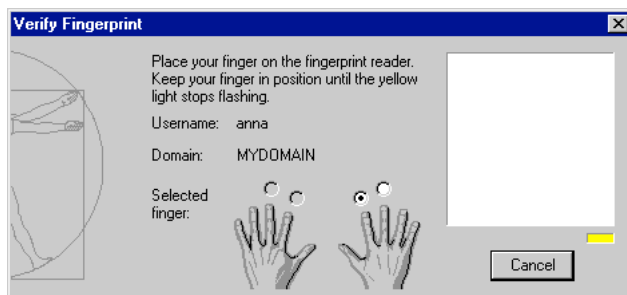 Verify Fingerprint
Place your finger on the fingerprint reader.
Keep your finger in position until the yellow
light stops flashing.
Username: anna
Domain: MYDOMAIN
Selected
finger:
Cancel